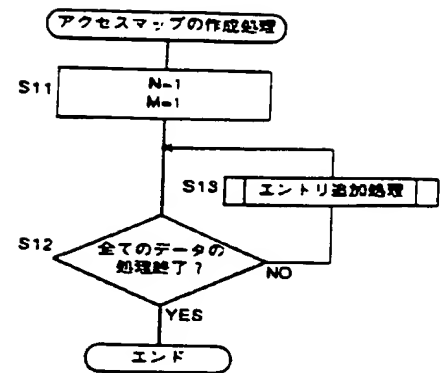 アクセスマップの作成処理
S11
N=1
M=1
S13
エントリ追加処理
S12
全てのデータの
処理終了?
NO
YES
エンド